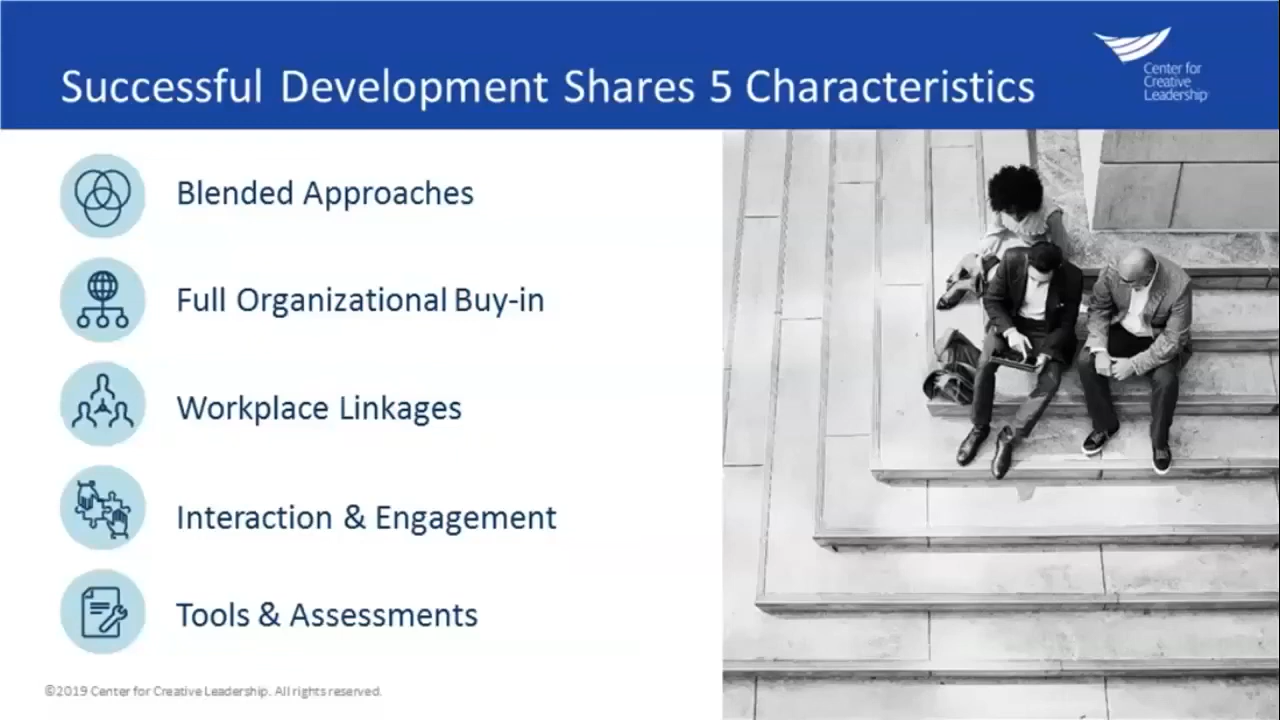 Successful Development Shares 5 Characteristics
Center for
Creative
Leadership
Blended Approaches
Full Organizational Buy-in
Workplace Linkages
Interaction & Engagement
Tools & Assessments
©2019 Center for Creative Leadership. All rights reserved.